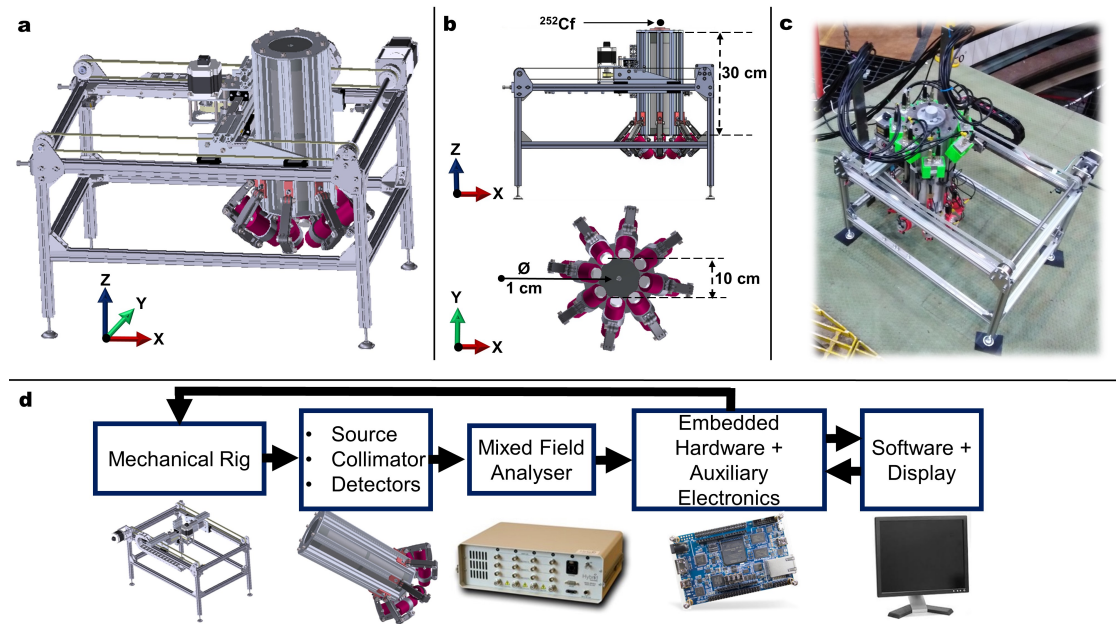 a
Z
Y
X
b
²⁵²Cf
30 cm
Z
X
Ø
1 cm
10 cm
Y
X
c
d
Mechanical Rig
• Source
• Collimator
• Detectors
Mixed Field
Analyser
Embedded
Hardware +
Auxiliary
Electronics
Software +
Display